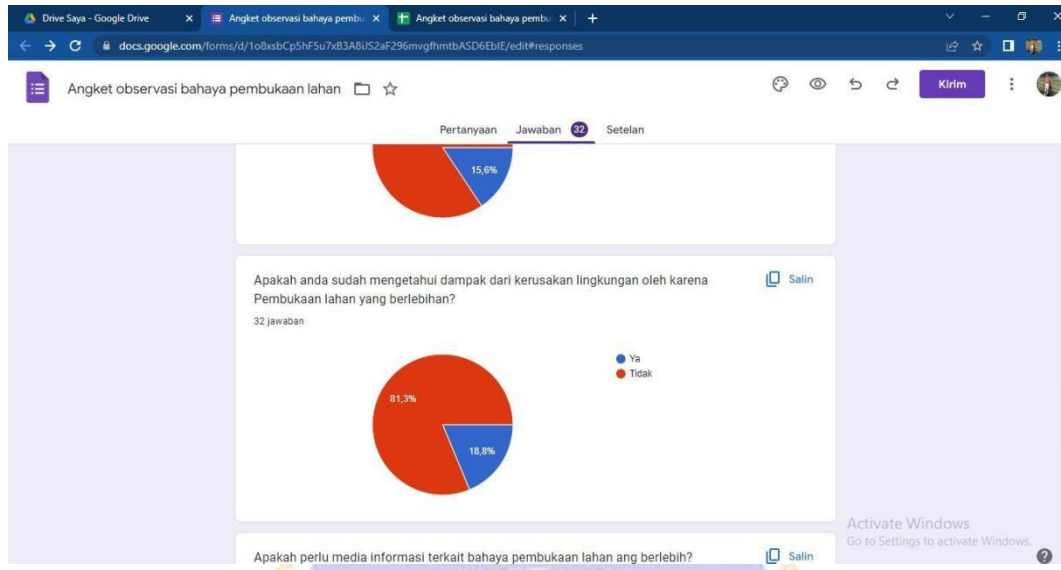 Drive Saya - Google Drive
Angket observasi bahaya pembu
Angket observasi bahaya pembu
docs.google.com/forms/d/1o8xsbCp5hF5u7xB3A8iJS2aF296mvgfhmtbASD6EbIE/edit#responses
Angket observasi bahaya pembukaan lahan
Kirim
Pertanyaan Jawaban 32 Setelan
15,6%
Apakah anda sudah mengetahui dampak dari kerusakan lingkungan oleh karena
Pembukaan lahan yang berlebihan?
Salin
32 jawaban
Ya
Tidak
81,3%
18,8%
Activate Windows
Go to Settings to activate Windows.
Apakah perlu media informasi terkait bahaya pembukaan lahan ang berlebih?
Salin